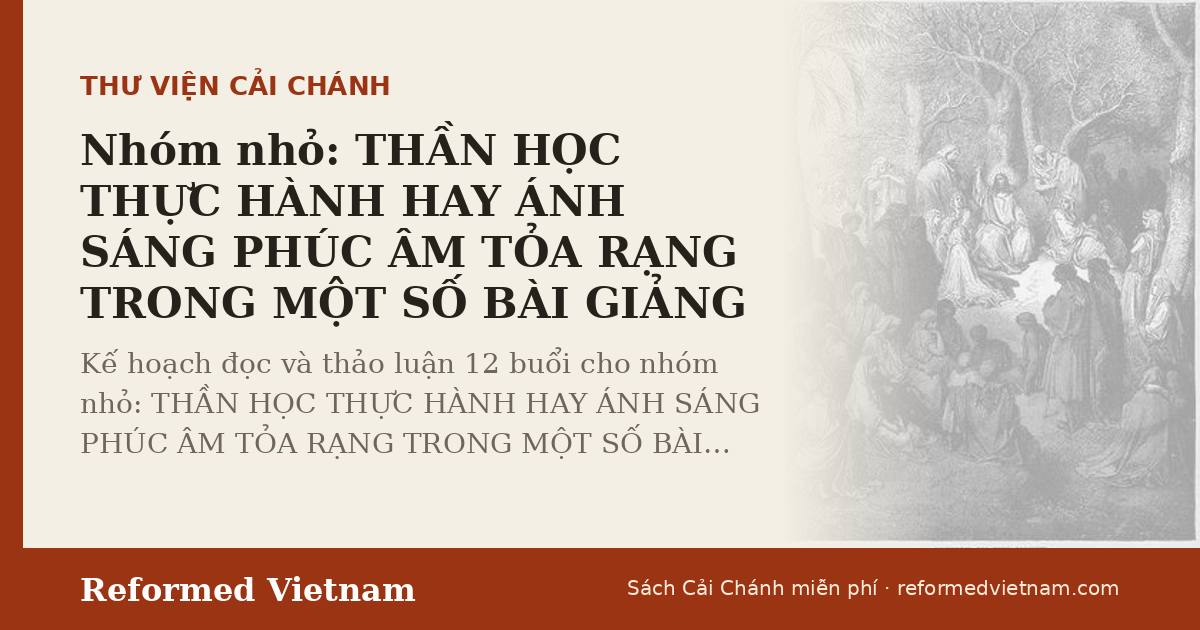 THƯ VIỆN CẢI CHÁNH
Nhóm nhỏ: THẦN HỌC
THỰC HÀNH HAY ÁNH
SÁNG PHÚC ÂM TỎA RẠNG
TRONG MỘT SỐ BÀI GIẢNG
Kế hoạch đọc và thảo luận 12 buổi cho nhóm
nhỏ: THẦN HỌC THỰC HÀNH HAY ÁNH SÁNG
PHÚC ÂM TỎA RẠNG TRONG MỘT SỐ BÀI…
Reformed Vietnam
Sách Cải Chánh miễn phí · reformedvietnam.com